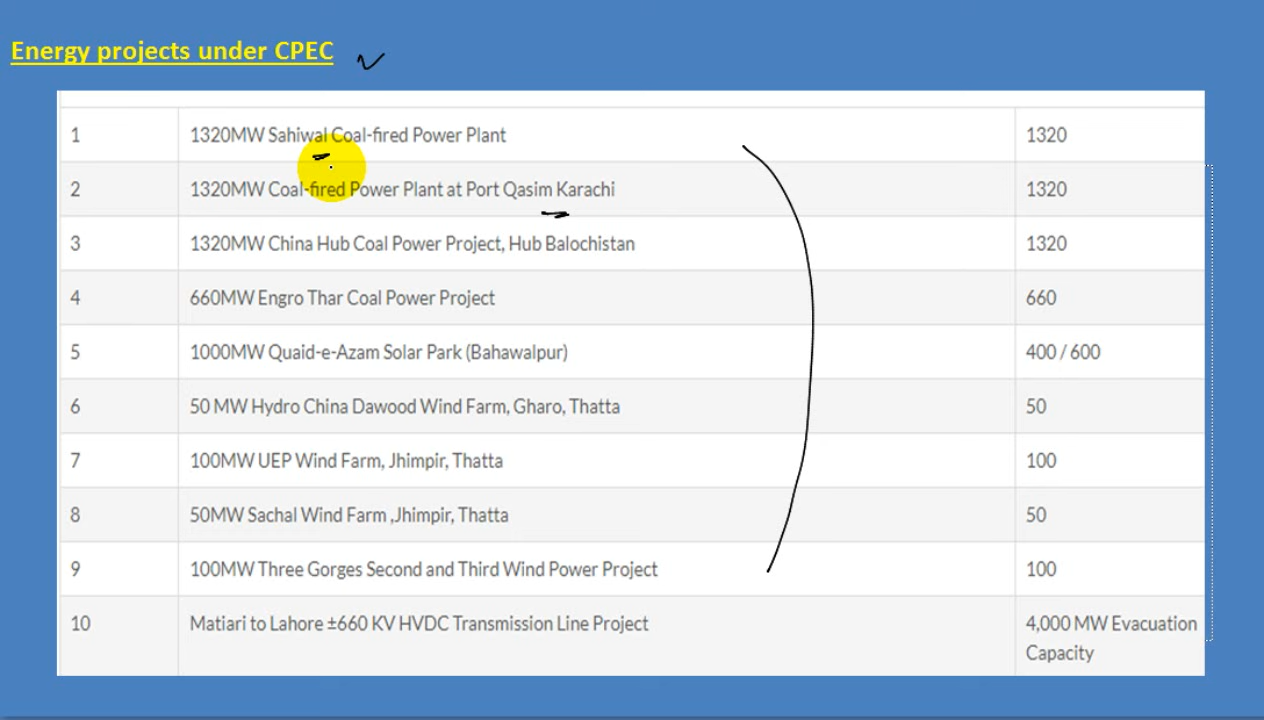 Energy projects under CPEC
1 1320MW Sahiwal Coal-fired Power Plant 1320
2 1320MW Coal-fired Power Plant at Port Qasim Karachi 1320
3 1320MW China Hub Coal Power Project, Hub Balochistan 1320
4 660MW Engro Thar Coal Power Project 660
5 1000MW Quaid-e-Azam Solar Park (Bahawalpur) 400 / 600
6 50 MW Hydro China Dawood Wind Farm, Gharo, Thatta 50
7 100MW UEP Wind Farm, Jhimpir, Thatta 100
8 50MW Sachal Wind Farm ,Jhimpir, Thatta 50
9 100MW Three Gorges Second and Third Wind Power Project 100
10 Matiari to Lahore ±660 KV HVDC Transmission Line Project 4,000 MW Evacuation
Capacity